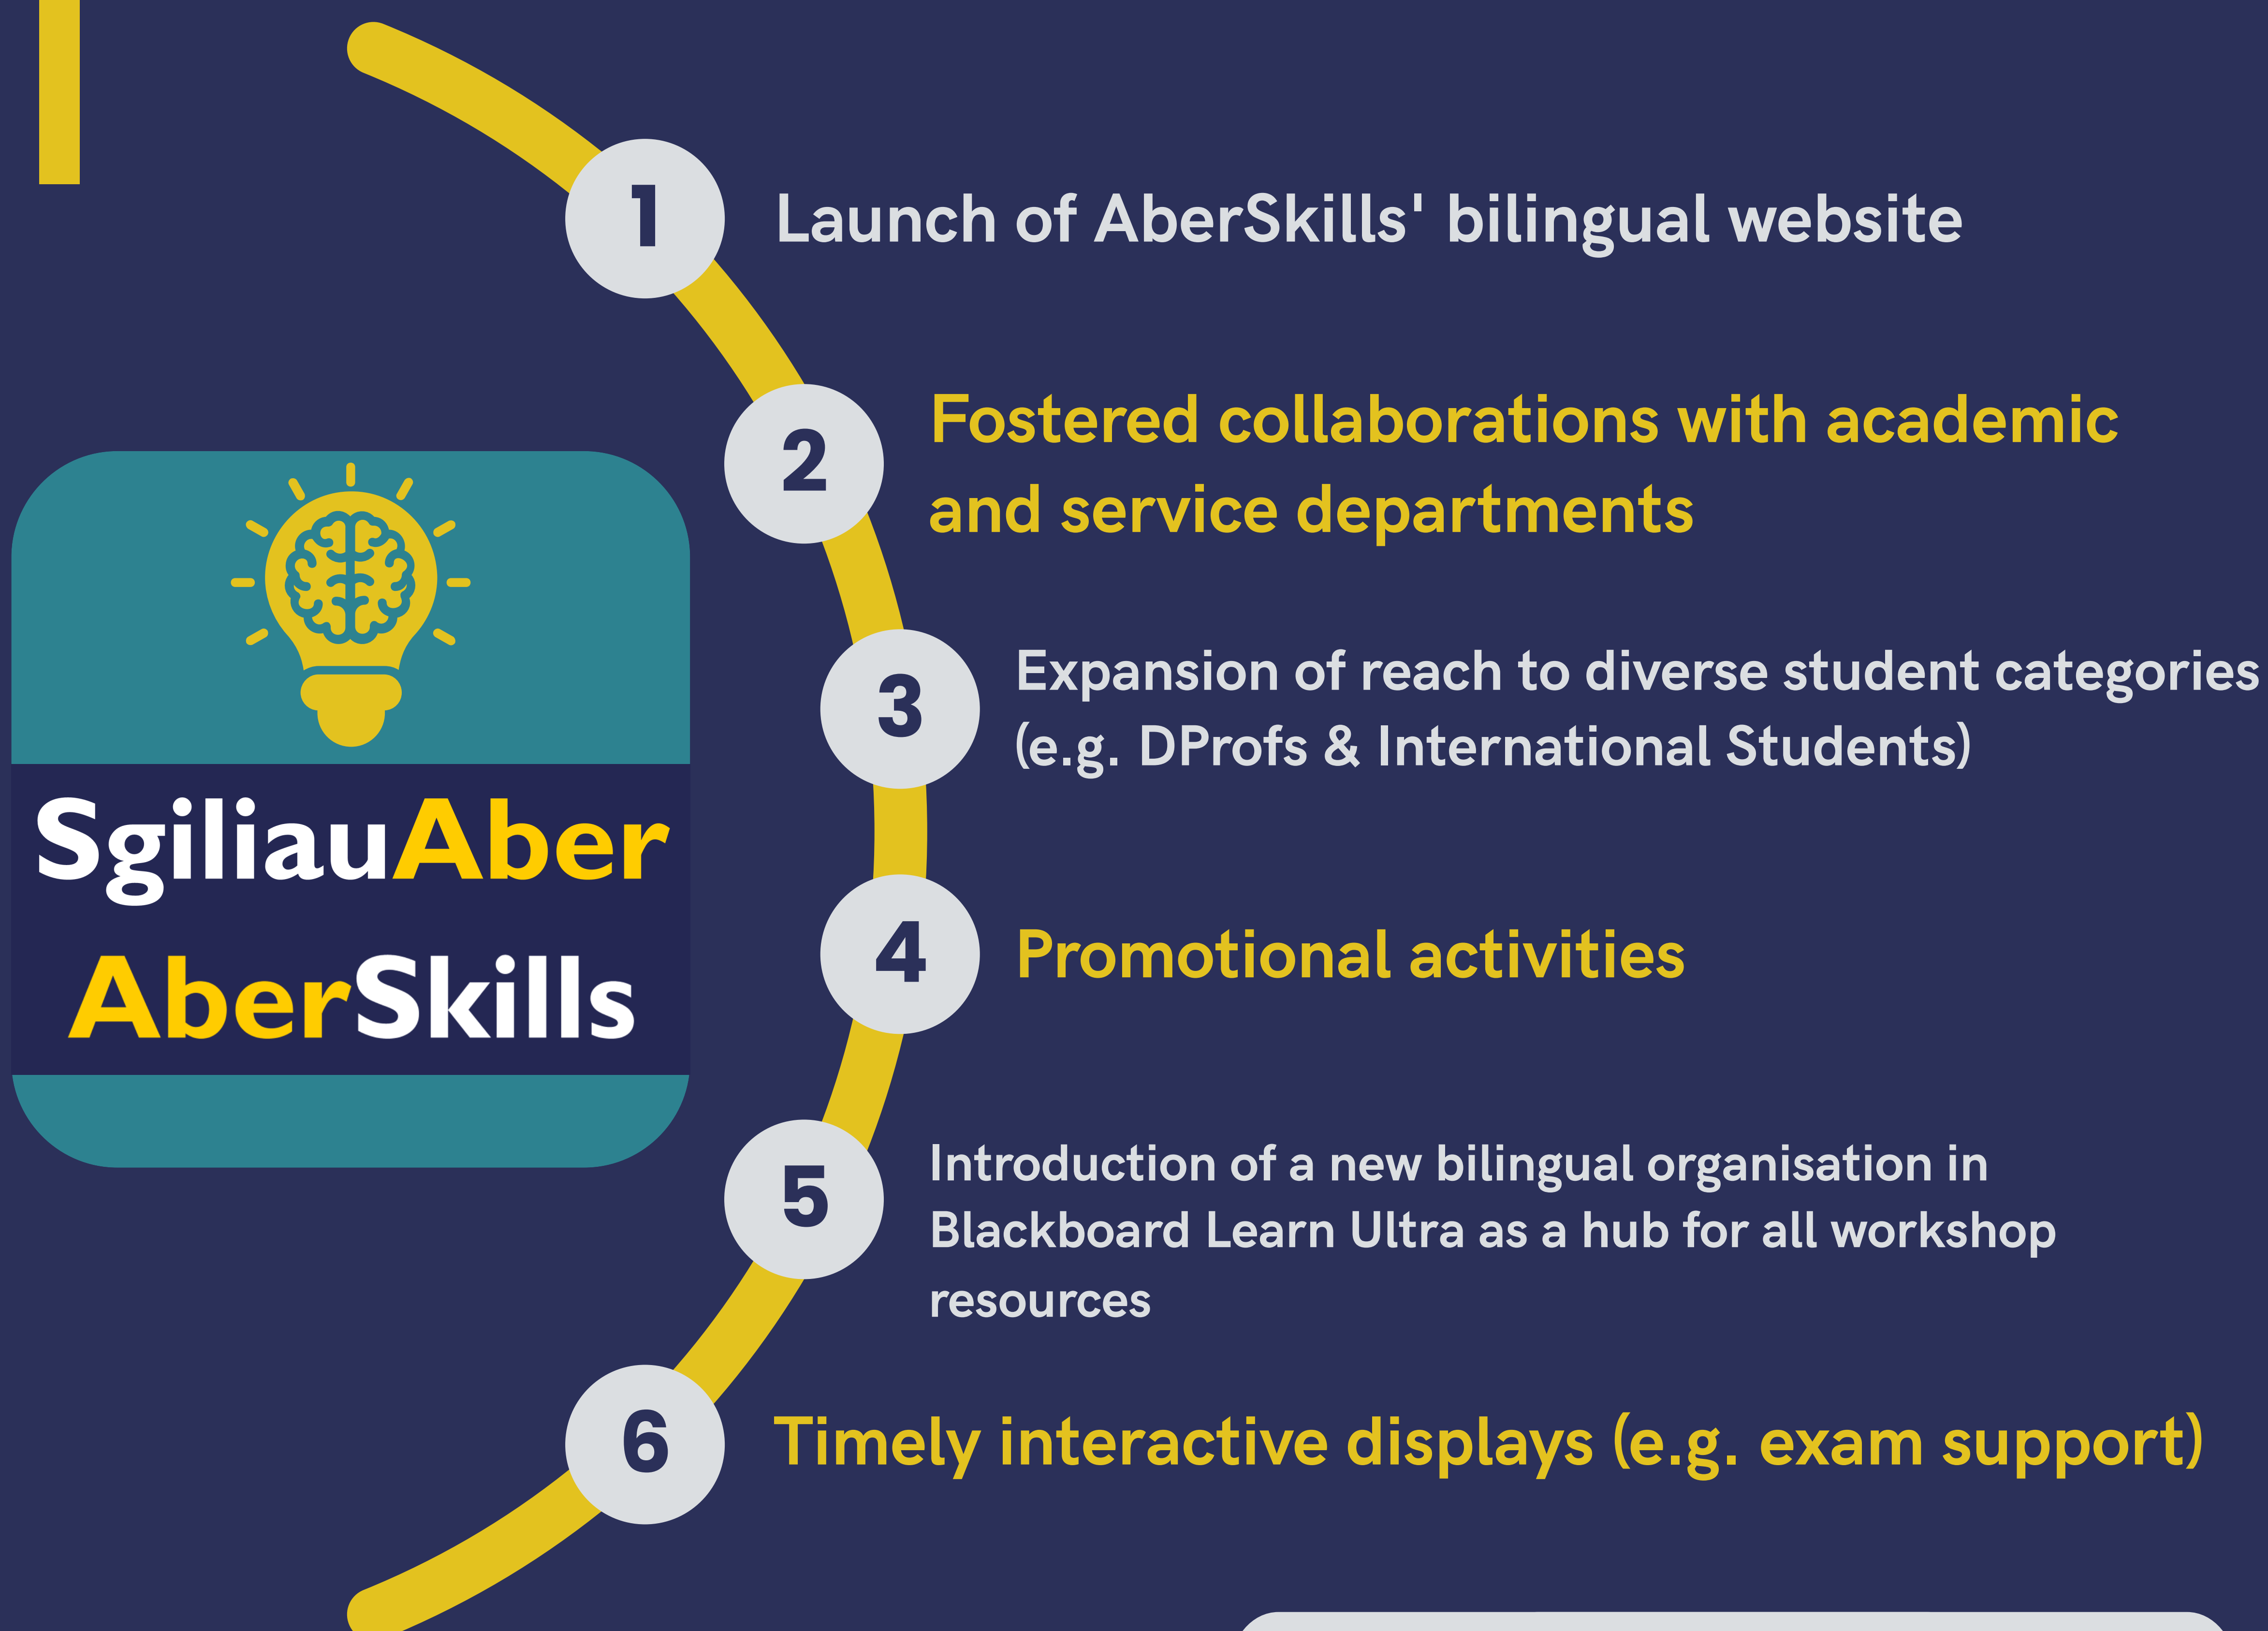 1
Launch of AberSkills' bilingual website
2
Fostered collaborations with academic
and service departments
3
Expansion of reach to diverse student categories
(e.g. DProfs & International Students)
SgiliauAber
AberSkills
4
Promotional activities
5
Introduction of a new bilingual organisation in
Blackboard Learn Ultra as a hub for all workshop
resources
6
Timely interactive displays (e.g. exam support)